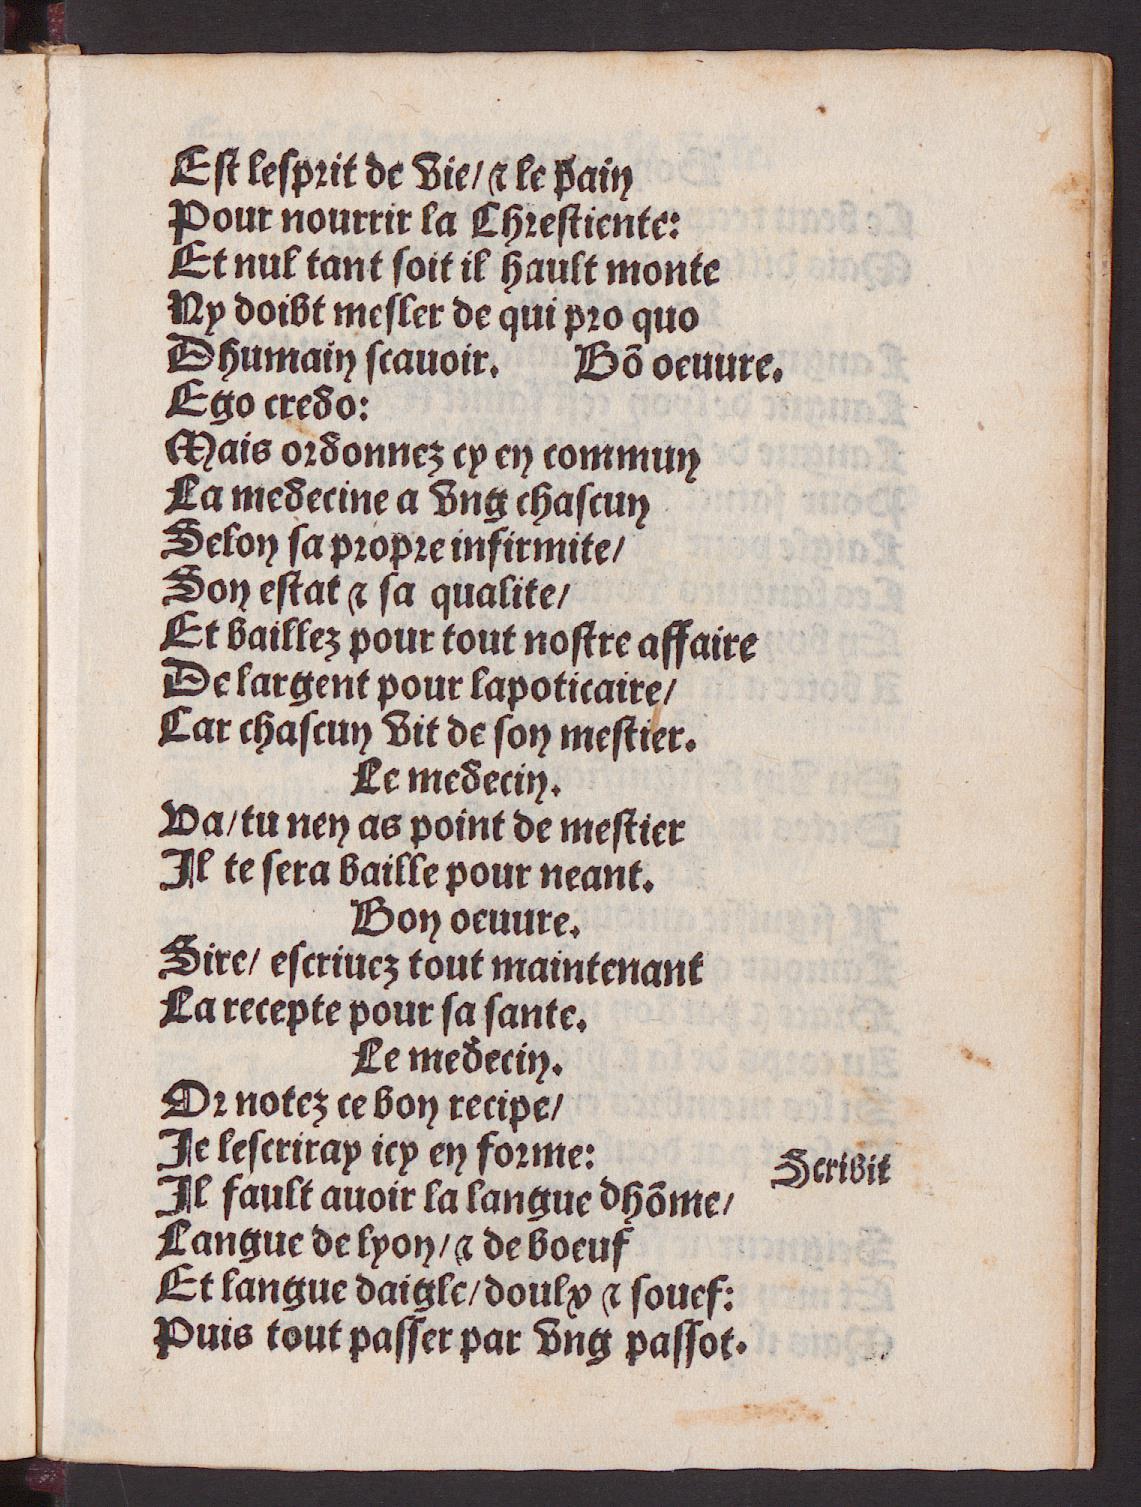 Est lesprit de vie/ ⁊ le pain
Pour nourrir la Chrestiente:
Et nul tant soit il hault monte
Ny doibt mesler de qui pro quo
Dhumain scauoir. Bō oeuure.
Ego credo:
Mais ordonnez cy en commun
La medecine a vng chascun
Selon sa propre infirmite/
Son estat ⁊ sa qualite/
Et baillez pour tout nostre affaire
De largent pour lapoticaire/
Car chascun vit de son mestier.
Le medecin.
Va/ tu nen as point de mestier
Il te sera baille pour neant.
Bon oeuure.
Sire/ escriuez tout maintenant
La recepte pour sa sante.
Le medecin.
Or notez ce bon recipe/
Je lescriray icy en forme:
Scribit
Il fault auoir la langue dhōme/
Langue de lyon/ ⁊ de boeuf
Et langue daigle/ doulx ⁊ souef:
Puis tout passer par vng passot.